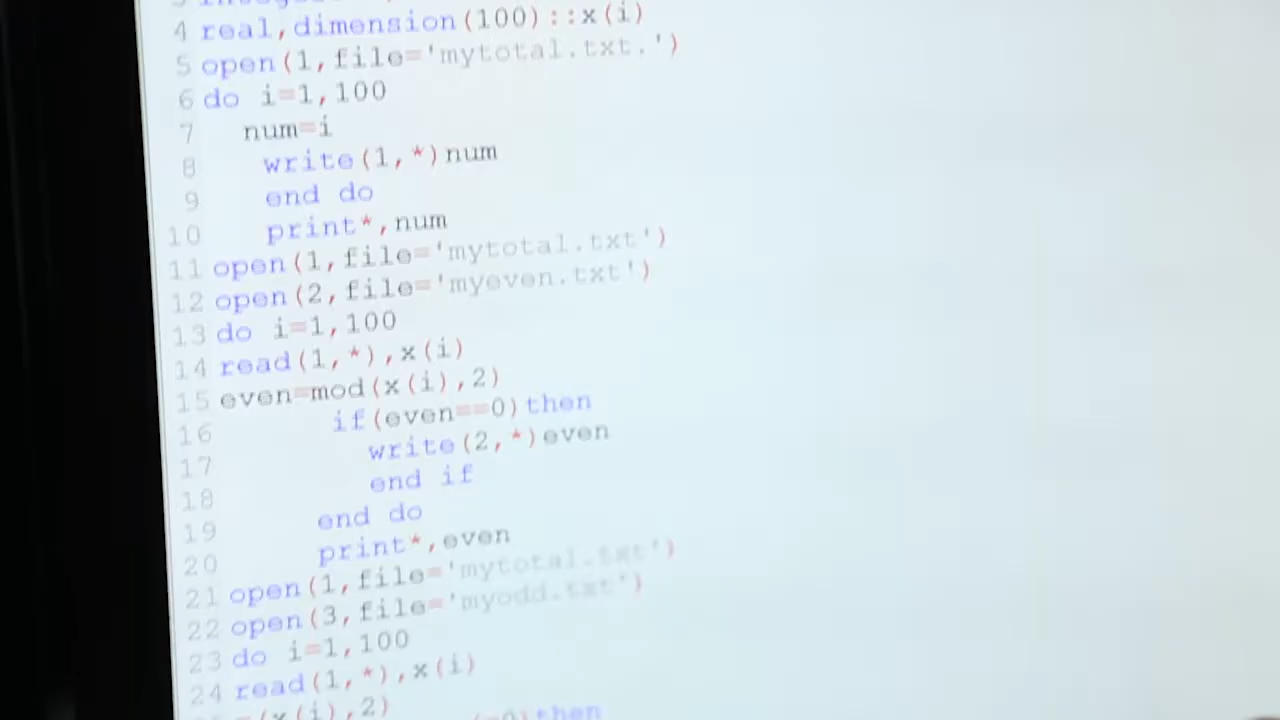 4 real,dimension(100)::x(i)
5 open(1,file='mytotal.txt.')
6 do i=1,100
7 num=i
8 write(1,*)num
9 end do
10 print*,num
11 open(1,file='mytotal.txt')
12 open(2,file='myeven.txt')
13 do i=1,100
14 read(1,*),x(i)
15 even=mod(x(i),2)
16 if(even==0)then
17 write(2,*)even
18 end if
19 end do
20 print*,even
21 open(1,file='mytotal.txt')
22 open(3,file='myodd.txt')
23 do i=1,100
24 read(1,*),x(i)
(x(i),2)
=0)then